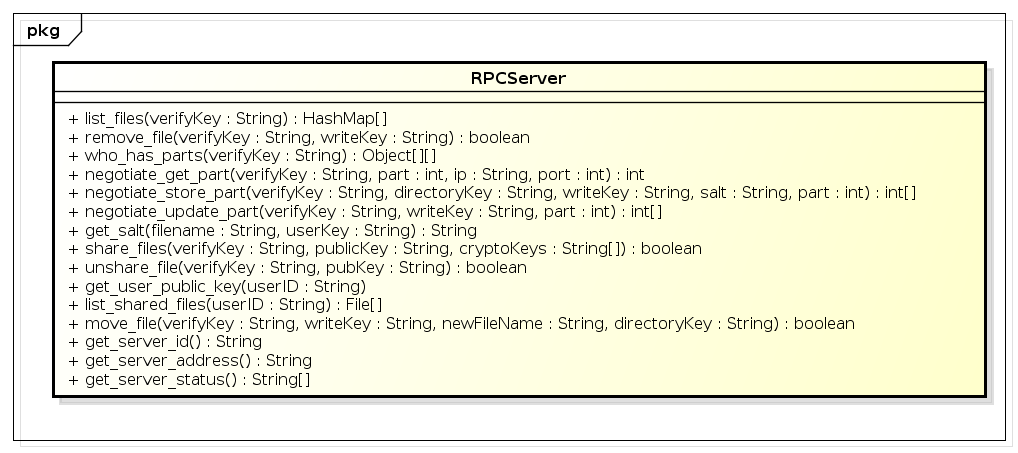 pkg
RPCServer
+ list_files(verifyKey : String) : HashMap[]
+ remove_file(verifyKey : String, writeKey : String) : boolean
+ who_has_parts(verifyKey : String) : Object[][]
+ negotiate_get_part(verifyKey : String, part : int, ip : String, port : int) : int
+ negotiate_store_part(verifyKey : String, directoryKey : String, writeKey : String, salt : String, part : int) : int[]
+ negotiate_update_part(verifyKey : String, writeKey : String, part : int) : int[]
+ get_salt(filename : String, userKey : String) : String
+ share_files(verifyKey : String, publicKey : String, cryptoKeys : String[]) : boolean
+ unshare_file(verifyKey : String, pubKey : String) : boolean
+ get_user_public_key(userID : String)
+ list_shared_files(userID : String) : File[]
+ move_file(verifyKey : String, writeKey : String, newFileName : String, directoryKey : String) : boolean
+ get_server_id() : String
+ get_server_address() : String
+ get_server_status() : String[]